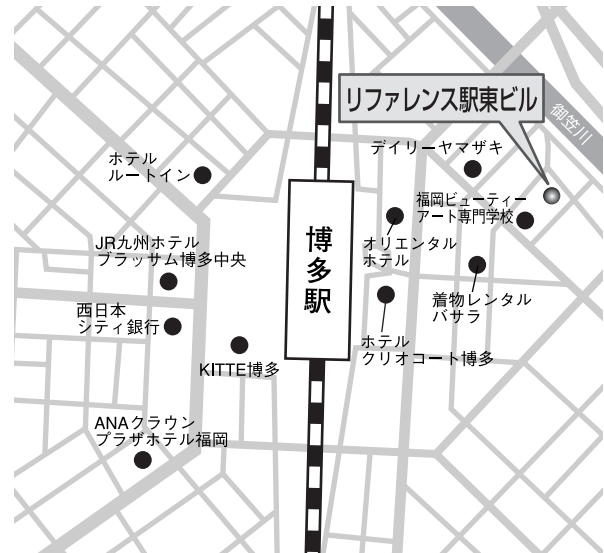 リファレンス駅東ビル
御笠川
デイリーヤマザキ
ホテル
ルートイン
福岡ビューティー
アート専門学校
博多駅
オリエンタル
ホテル
JR九州ホテル
ブラッサム博多中央
着物レンタル
バサラ
西日本
シティ銀行
ホテル
クリオコート博多
KITTE博多
ANAクラウン
プラザホテル福岡